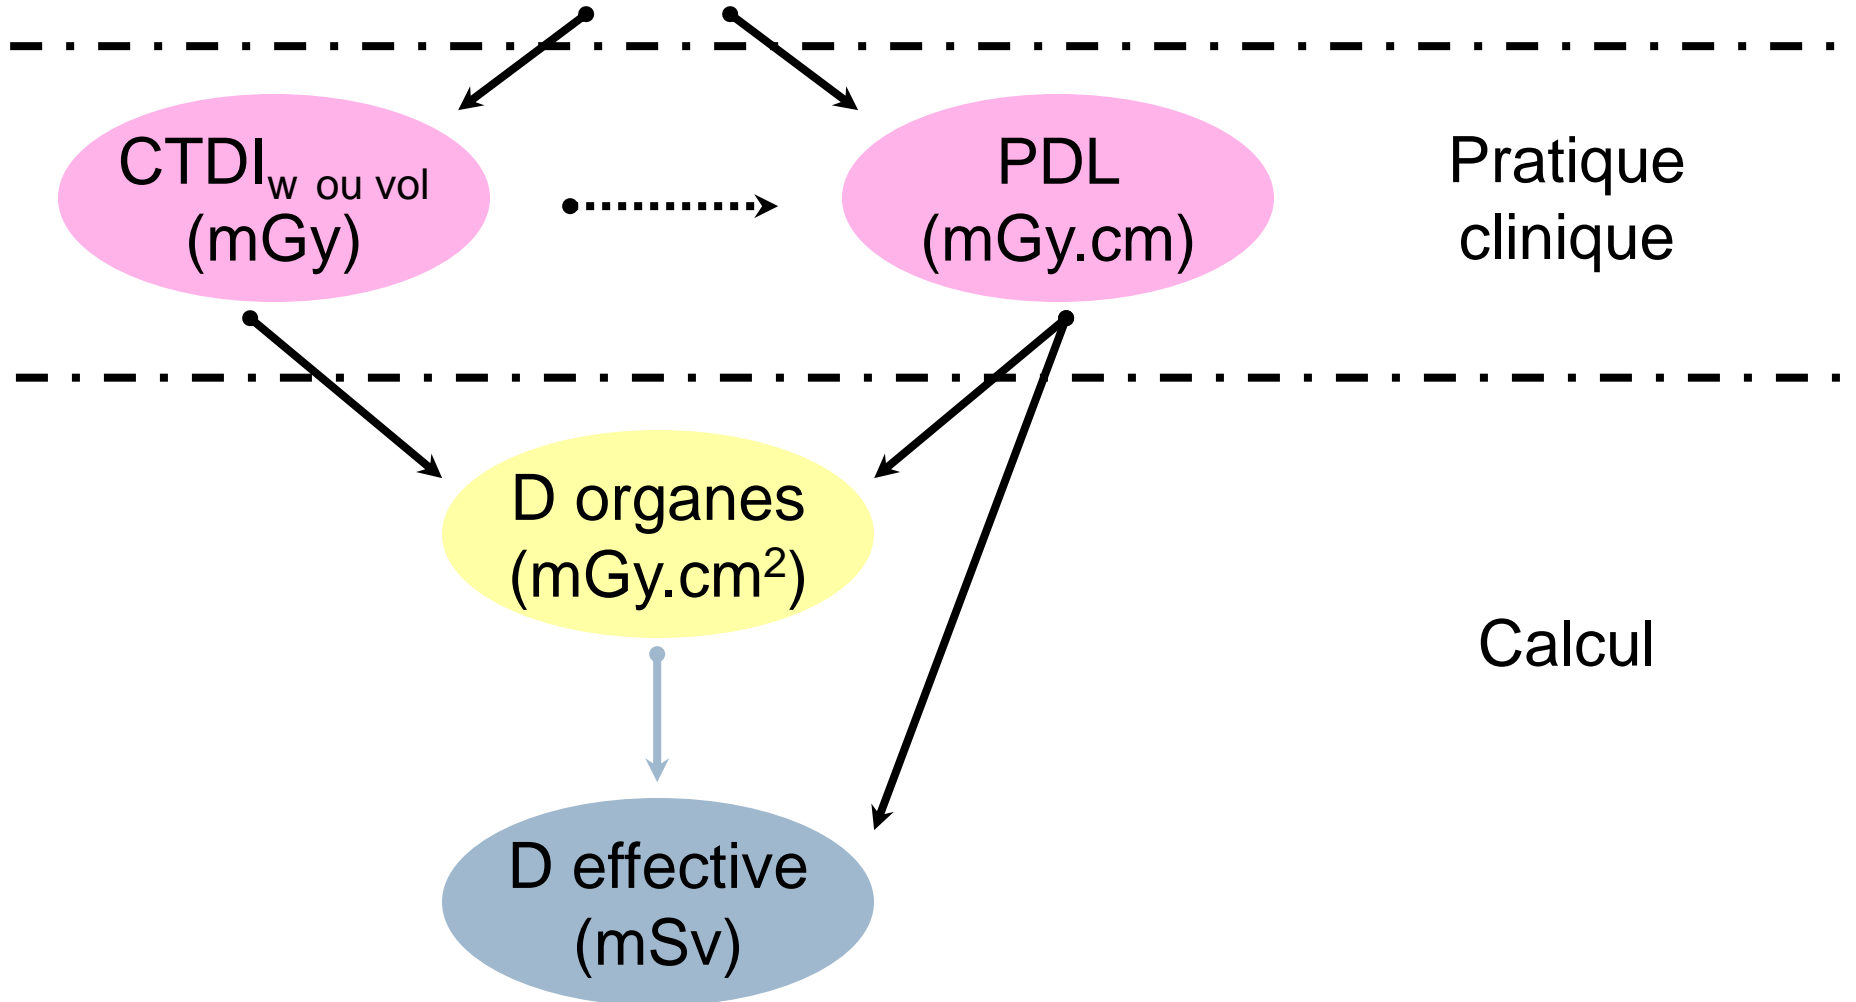 CTDIw ou vol
(mGy)
PDL
(mGy.cm)
Pratique
clinique
D organes
(mGy.cm²)
Calcul
D effective
(mSv)